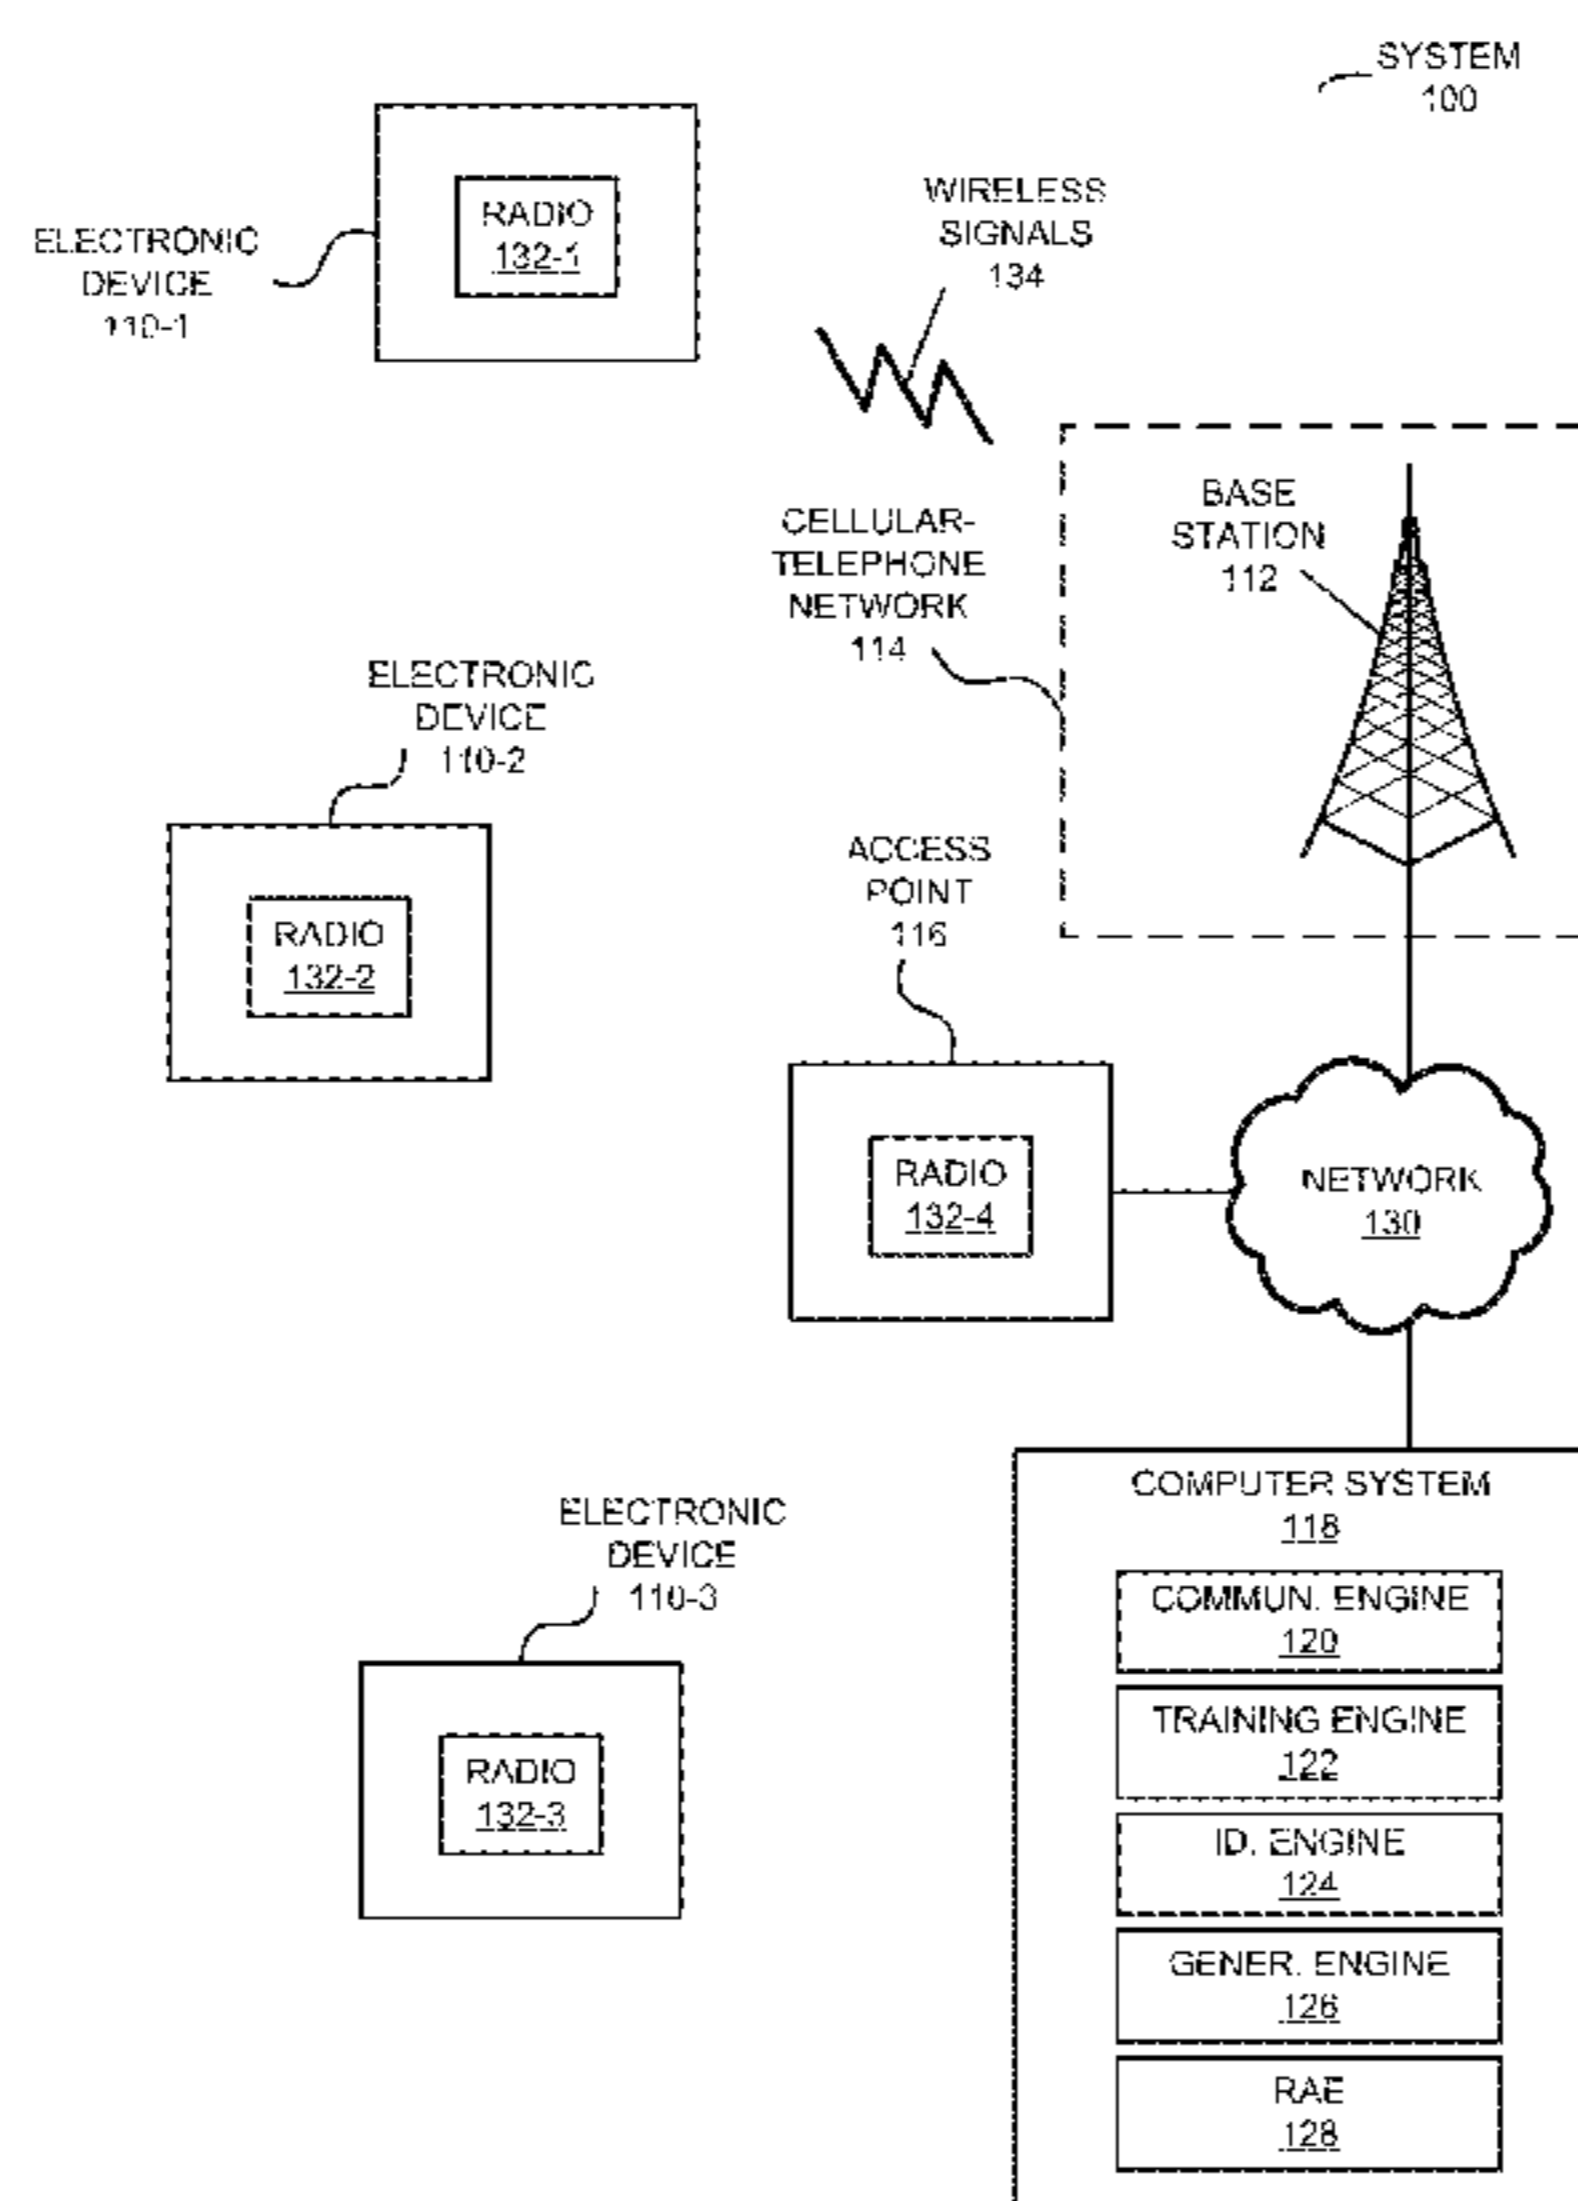 SYSTEM
100
RADIO
132-1
ELECTRONIC
DEVICE
110-1
WIRELESS
SIGNALS
134
BASE
STATION
112
CELLULAR-
TELEPHONE
NETWORK
114
ELECTRONIC
DEVICE
110-2
RADIO
132-2
ACCESS
POINT
116
RADIO
132-4
NETWORK
130
ELECTRONIC
DEVICE
110-3
RADIO
132-3
COMPUTER SYSTEM
118
COMMUN. ENGINE
120
TRAINING ENGINE
122
ID. ENGINE
124
GENER. ENGINE
126
RAE
128